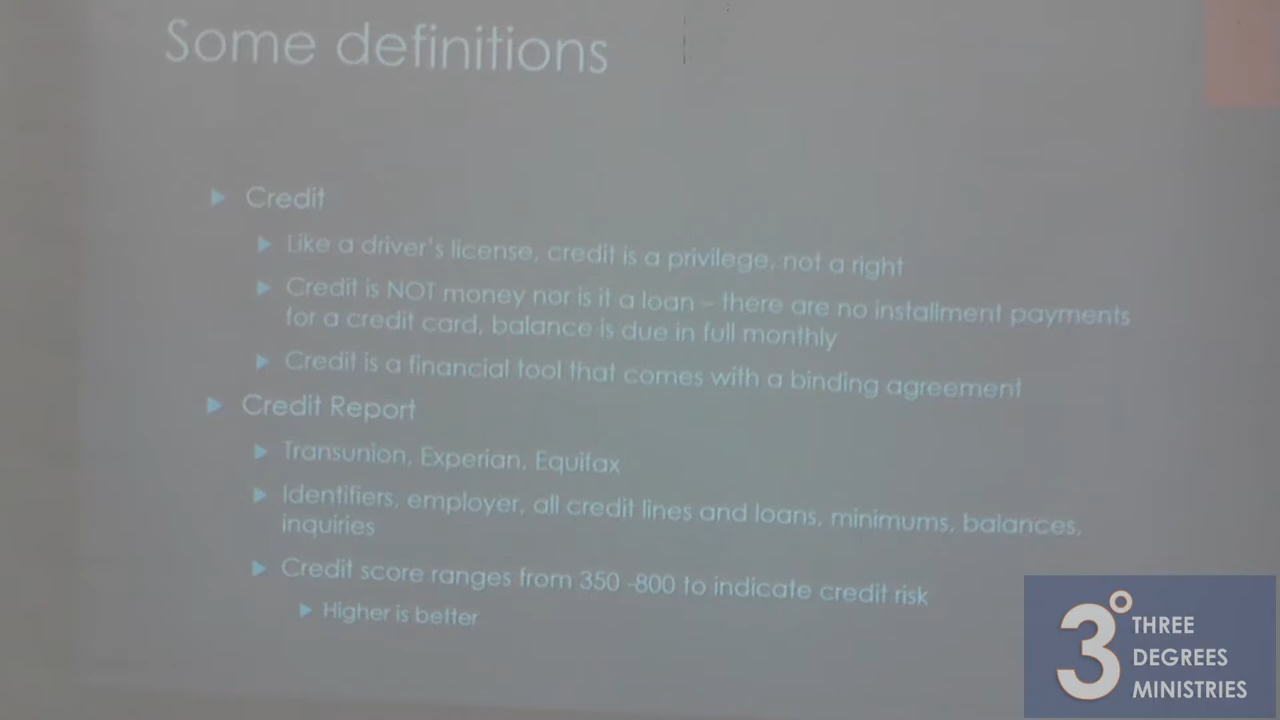 Some definitions
Credit
Like a driver's license, credit is a privilege, not a right
Credit is NOT money nor is it a loan – there are no installment payments
for a credit card, balance is due in full monthly
Credit is a financial tool that comes with a binding agreement
Credit Report
Transunion, Experian, Equifax
Identifiers, employer, all credit lines and loans, minimums, balances,
inquiries
Credit score ranges from 350 -800 to indicate credit risk
Higher is better
3° THREE
DEGREES
MINISTRIES